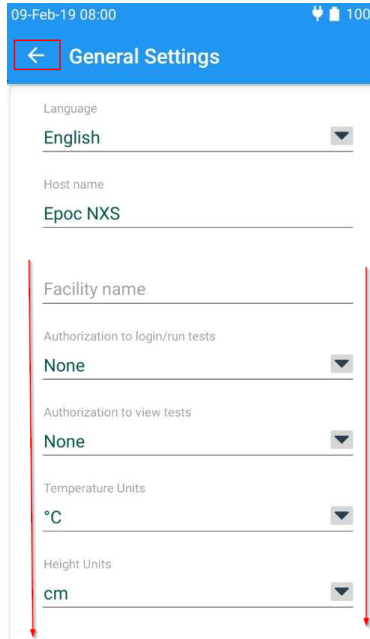 09-Feb-19 08:00 100
General Settings
Language
English
Host name
Epoc NXS
Facility name
Authorization to login/run tests
None
Authorization to view tests
None
Temperature Units
°C
Height Units
cm